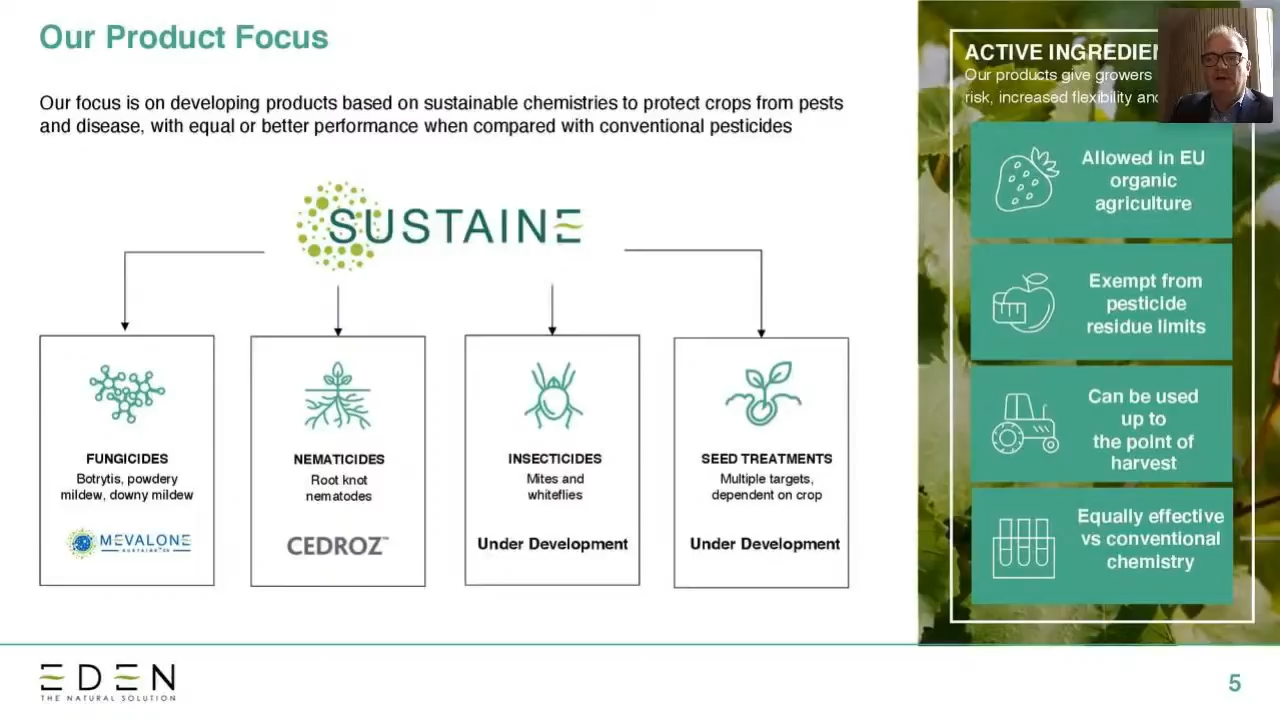 Our Product Focus
Our focus is on developing products based on sustainable chemistries to protect crops from pests
and disease, with equal or better performance when compared with conventional pesticides
SUSTAINE
FUNGICIDES
Botrytis, powdery
mildew, downy mildew
MEVALONE
NEMATICIDES
Root knot
nematodes
CEDROZ™
INSECTICIDES
Mites and
whiteflies
Under Development
SEED TREATMENTS
Multiple targets,
dependent on crop
Under Development
ACTIVE INGREDIEN
Our products give growers
risk, increased flexibility and
Allowed in EU
organic
agriculture
Exempt from
pesticide
residue limits
Can be used
up to
the point of
harvest
Equally effective
vs conventional
chemistry
EDEN
THE NATURAL SOLUTION
5